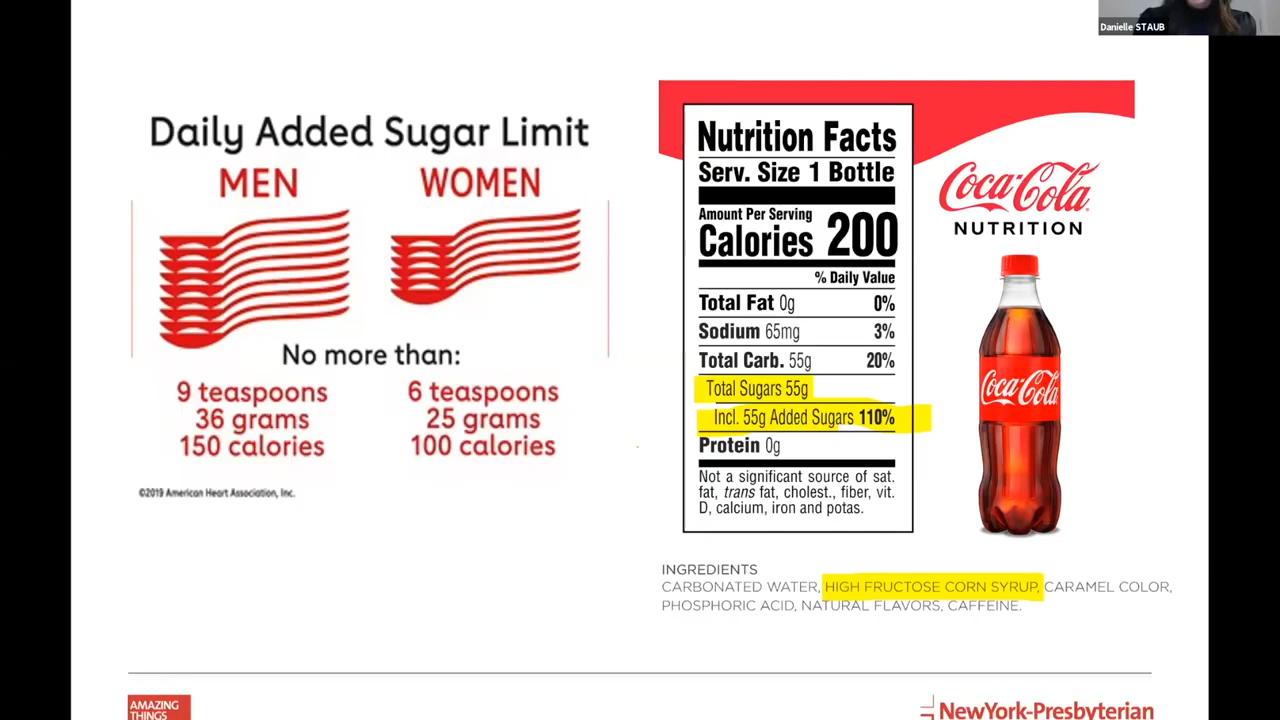 Danielle STAUB
Daily Added Sugar Limit
MEN
WOMEN
No more than:
9 teaspoons
36 grams
150 calories
6 teaspoons
25 grams
100 calories
©2019 American Heart Association, Inc.
Nutrition Facts
Serv. Size 1 Bottle
Amount Per Serving
Calories 200
% Daily Value
Total Fat 0g 0%
Sodium 65mg 3%
Total Carb. 55g 20%
Total Sugars 55g
Incl. 55g Added Sugars 110%
Protein 0g
Not a significant source of sat.
fat, trans fat, cholest., fiber, vit.
D, calcium, iron and potas.
Coca-Cola
NUTRITION
Coca-Cola
INGREDIENTS
CARBONATED WATER, HIGH FRUCTOSE CORN SYRUP, CARAMEL COLOR,
PHOSPHORIC ACID, NATURAL FLAVORS, CAFFEINE.
AMAZING
THINGS
NewYork-Presbyterian